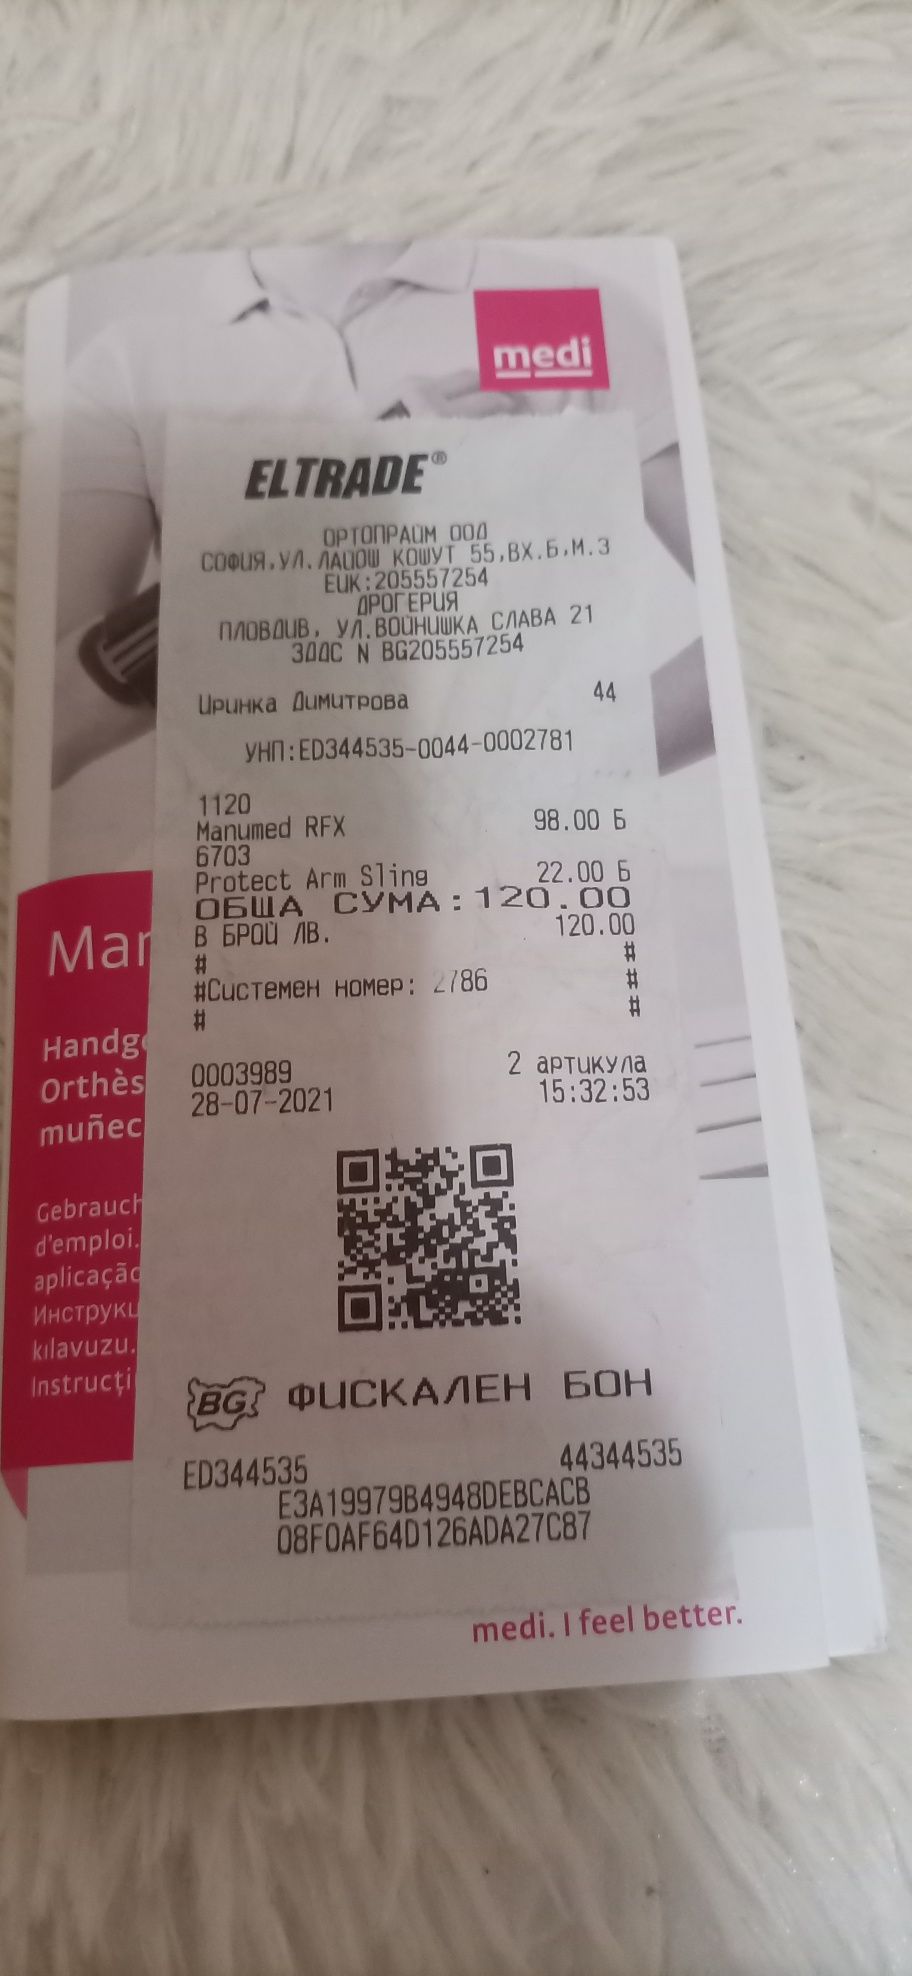 medi
ELTRADE®
ОРТОПРАЙМ ООД
СОФИЯ,УЛ.ЛАЙОШ КОШУТ 55,ВХ.Б,М.3
ЕИК:205557254
ДРОГЕРИЯ
ПЛОВДИВ, УЛ.ВОЙНИШКА СЛАВА 21
ЗДДС N BG205557254
Иринка Димитрова 44
УНП:ED344535-0044-0002781
1120
Manumed RFX 98.00 Б
6703
Protect Arm Sling 22.00 Б
ОБЩА СУМА:120.00
В БРОЙ ЛВ. 120.00
# #
#Системен номер: 2786 #
# #
0003989 2 артикула
28-07-2021 15:32:53
BG ФИСКАЛЕН БОН
ED344535 44344535
E3A19979B4948DEBCACB
08F0AF64D126ADA27C87
Mar
Handge
Orthès
muñec
Gebrauch
d'emploi.
aplicação
Инструкц
kılavuzu.
Instrucți
medi. I feel better.